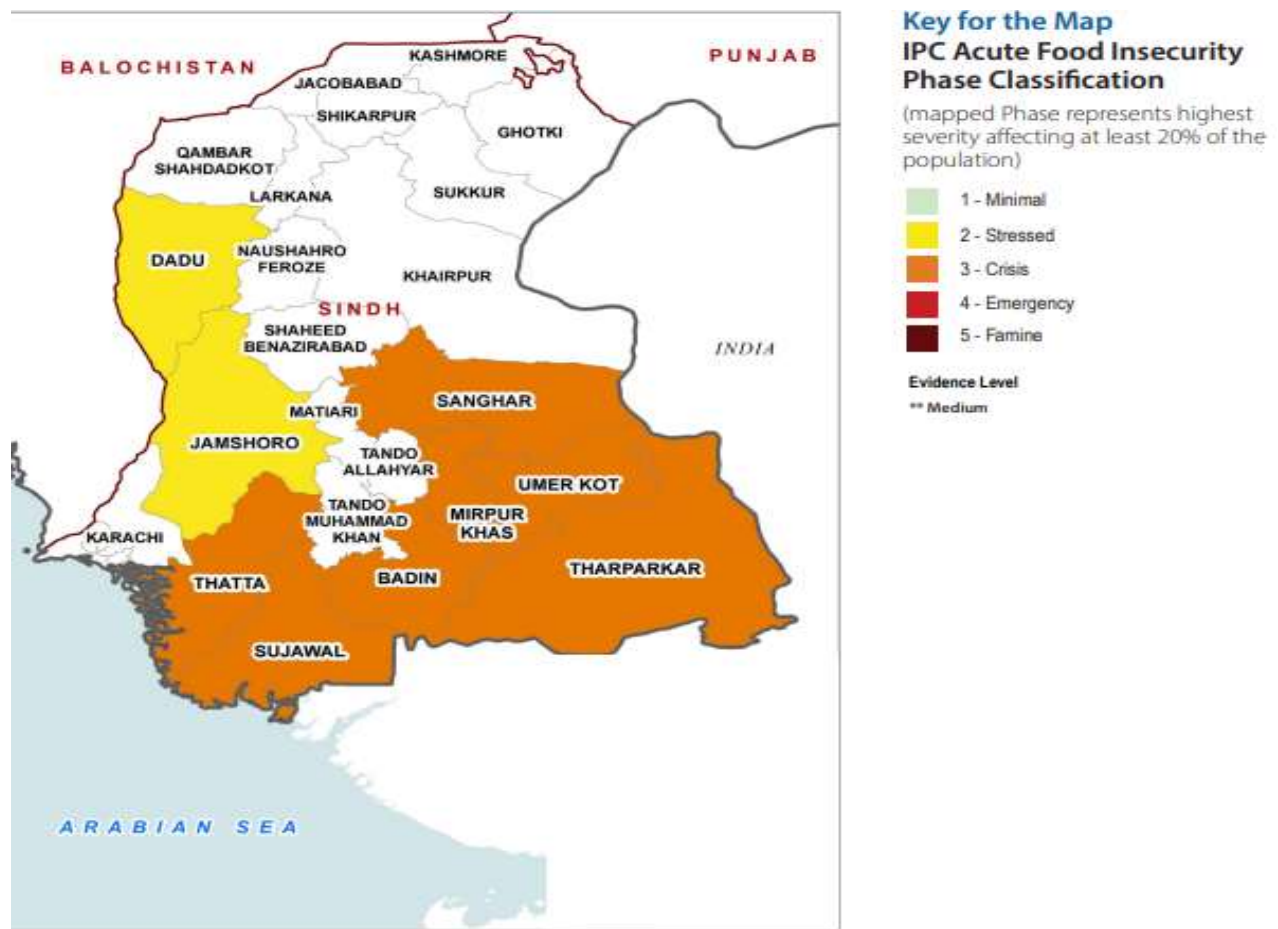 BALOCHISTAN
PUNJAB
KASHMORE
JACOBABAD
SHIKARPUR
GHOTKI
QAMBAR
SHAHDADKOT
LARKANA
SUKKUR
DADU
NAUSHAHRO
FEROZE
KHAIRPUR
SINDH
SHAHEED
BENAZIRABAD
INDIA
MATIARI
SANGHAR
JAMSHORO
TANDO
ALLAHYAR
UMER KOT
TANDO
MUHAMMAD
KHAN
MIRPUR
KHAS
KARACHI
THATTA
BADIN
THARPARKAR
SUJAWAL
ARABIAN SEA
Key for the Map
IPC Acute Food Insecurity
Phase Classification
(mapped Phase represents highest
severity affecting at least 20% of the
population)
1 - Minimal
2 - Stressed
3 - Crisis
4 - Emergency
5 - Famine
Evidence Level
** Medium